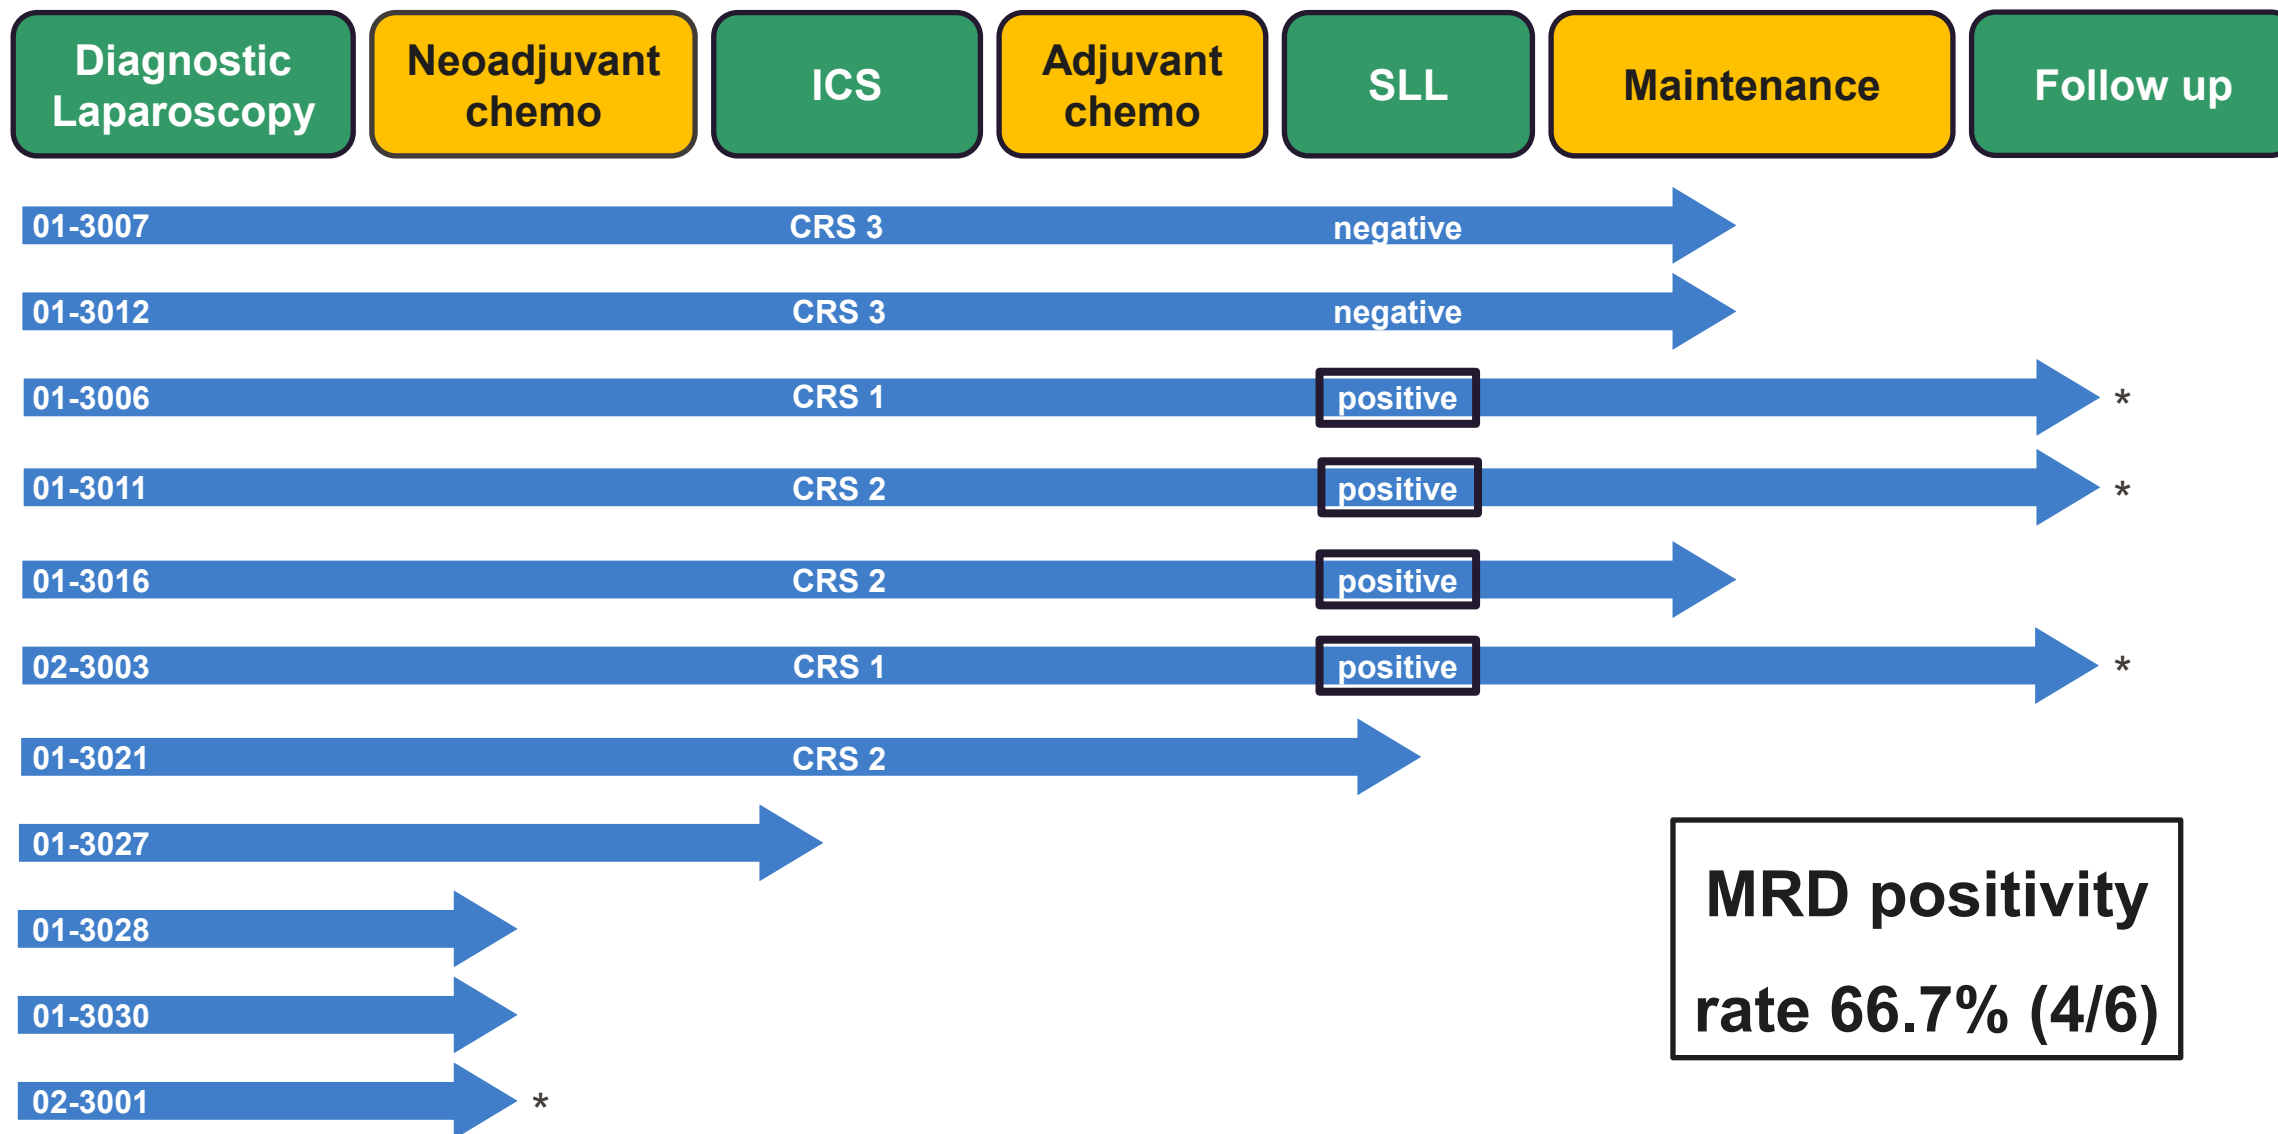 Diagnostic
Laparoscopy
Neoadjuvant
chemo
ICS
Adjuvant
chemo
SLL
Maintenance
Follow up
01-3007 CRS 3 negative
01-3012 CRS 3 negative
01-3006 CRS 1 positive *
01-3011 CRS 2 positive *
01-3016 CRS 2 positive
02-3003 CRS 1 positive *
01-3021 CRS 2
01-3027
01-3028
01-3030
02-3001 *
MRD positivity
rate 66.7% (4/6)